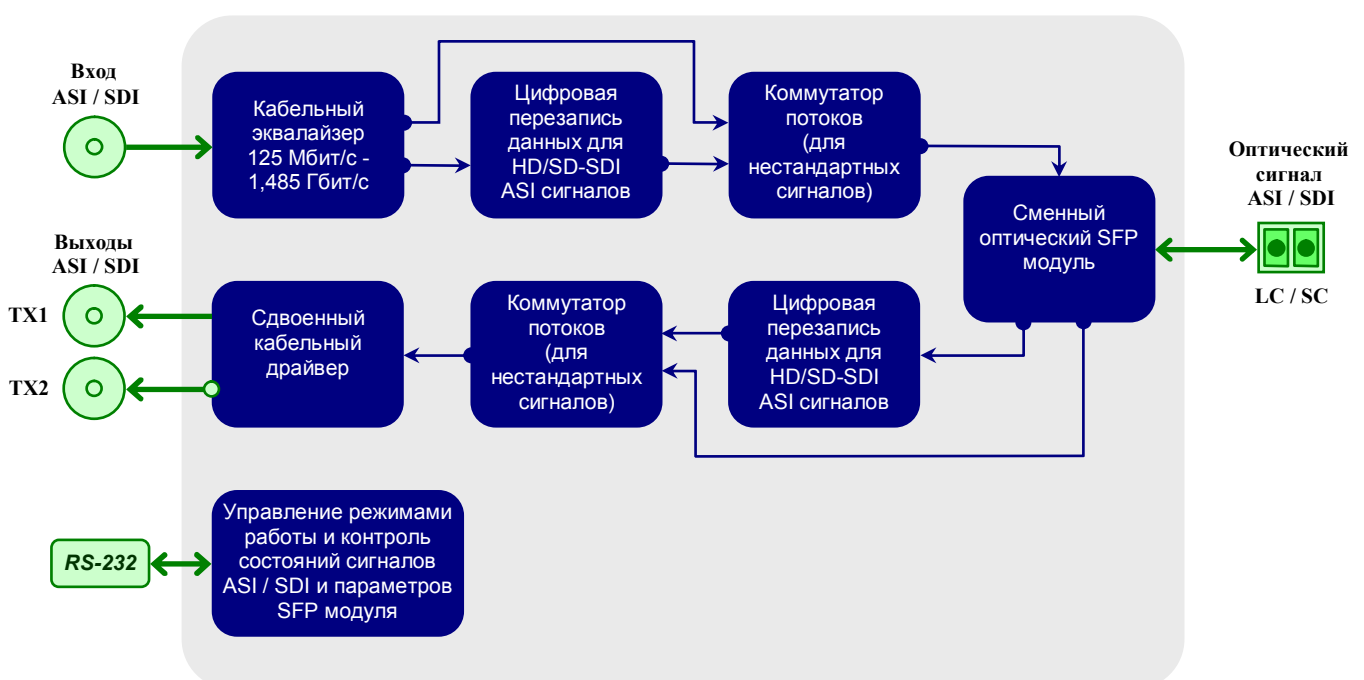 Вход
ASI / SDI
Кабельный
эквалайзер
125 Мбит/с -
1,485 Гбит/с
Цифровая
перезапись
данных для
HD/SD-SDI
ASI сигналов
Коммутатор
потоков
(для
нестандартных
сигналов)
Сменный
оптический SFP
модуль
Оптический
сигнал
ASI / SDI
LC / SC
Выходы
ASI / SDI
TX1
TX2
Сдвоенный
кабельный
драйвер
Коммутатор
потоков
(для
нестандартных
сигналов)
Цифровая
перезапись
данных для
HD/SD-SDI
ASI сигналов
RS-232
Управление режимами
работы и контроль
состояний сигналов
ASI / SDI и параметров
SFP модуля